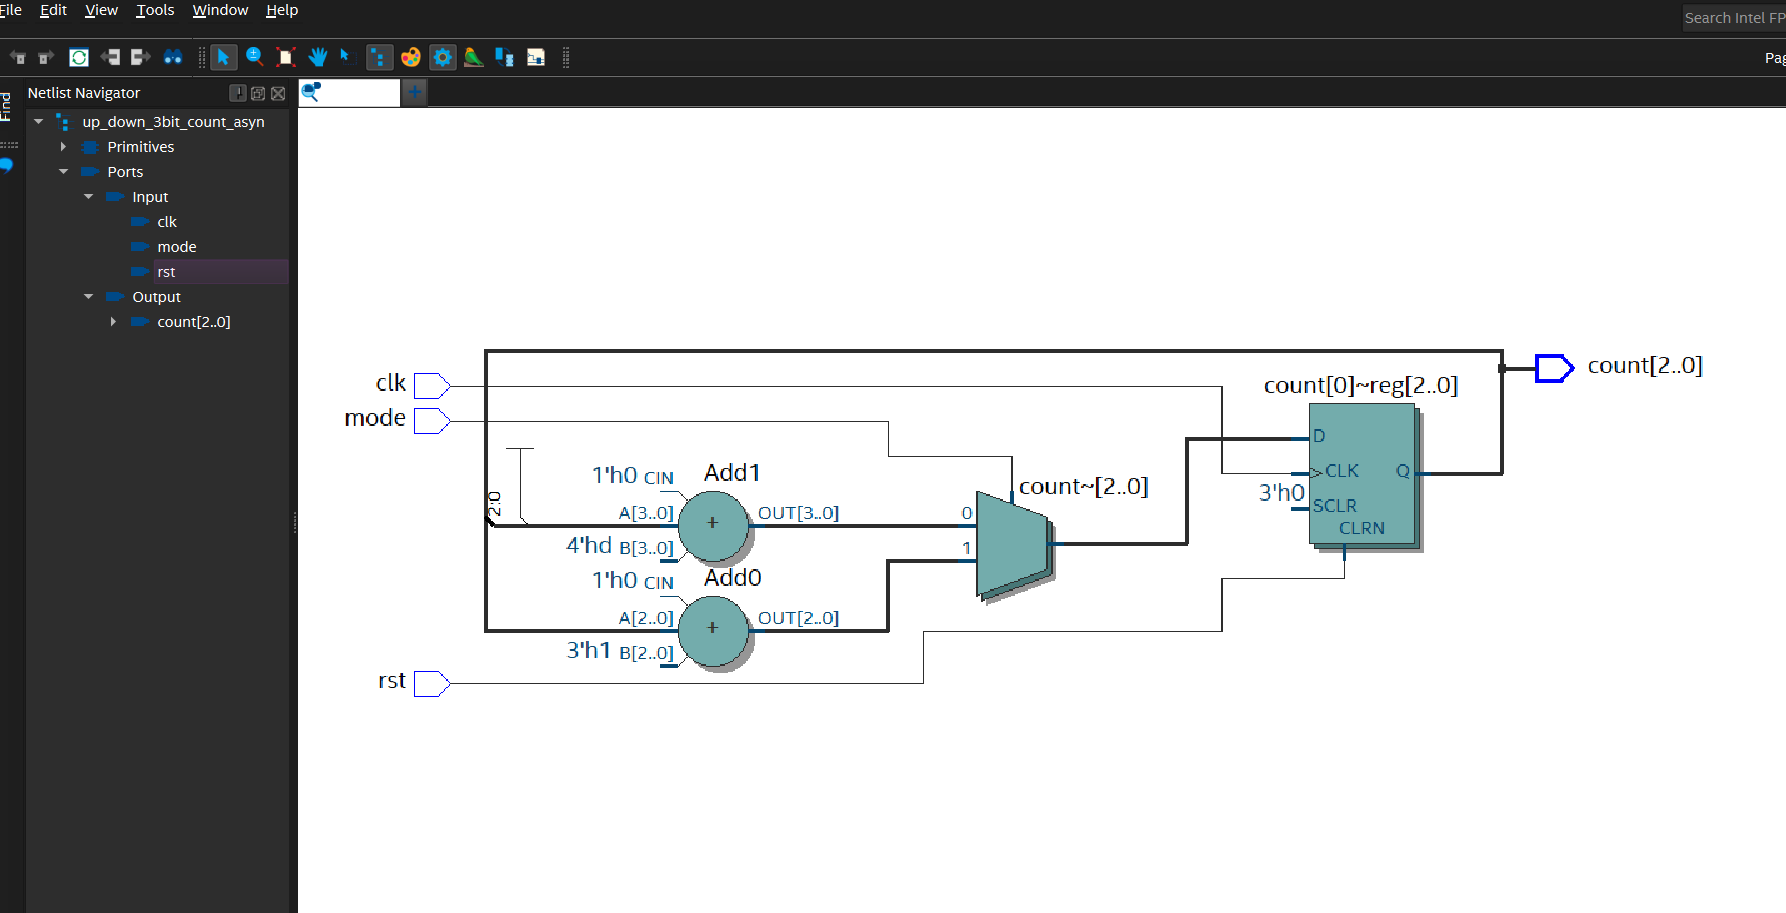 File Edit View Tools Window Help
Search Intel FP
Pag
Find
Netlist Navigator
up_down_3bit_count_asyn
Primitives
Ports
Input
clk
mode
rst
Output
count[2..0]
clk
mode
rst
2:0
1'h0 CIN
Add1
A[3..0]
OUT[3..0]
4'hd B[3..0]
1'h0 CIN
Add0
A[2..0]
OUT[2..0]
3'h1 B[2..0]
count~[2..0]
0
1
count[0]~reg[2..0]
D
CLK
Q
3'h0
SCLR
CLRN
count[2..0]